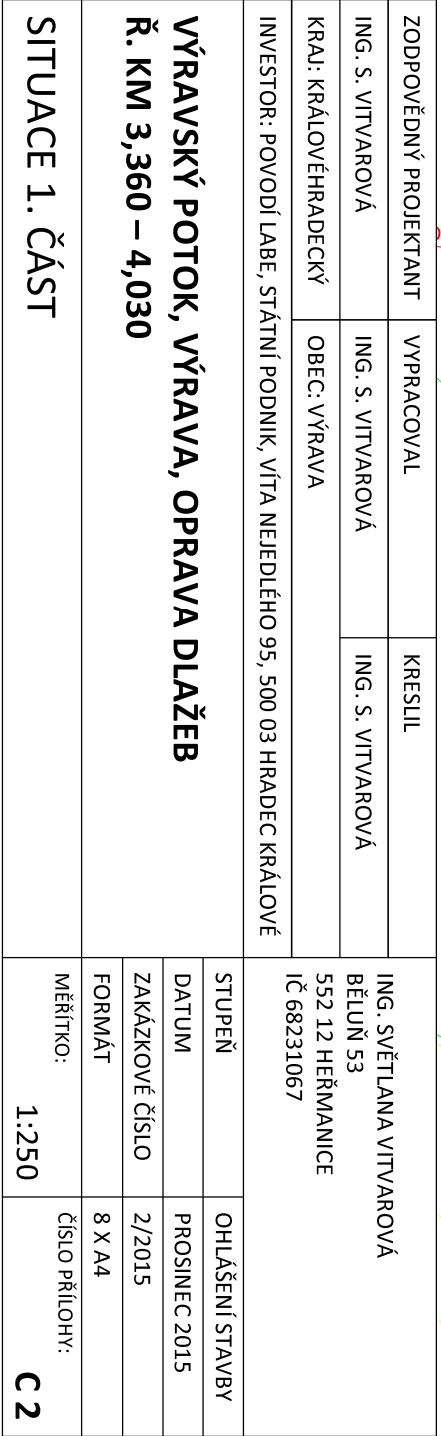 ZODPOVĚDNÝ PROJEKTANT
VYPRACOVAL
KRESLIL
ING. S. VITVAROVÁ
ING. S. VITVAROVÁ
ING. S. VITVAROVÁ
KRAJ: KRÁLOVÉHRADECKÝ
OBEC: VÝRAVA
INVESTOR: POVODÍ LABE, STÁTNÍ PODNIK, VÍTA NEJEDLÉHO 95, 500 03 HRADEC KRÁLOVÉ
ING. SVĚTLANA VITVAROVÁ
BĚLUŇ 53
552 12 HEŘMANICE
IČ 68231067
VÝRAVSKÝ POTOK, VÝRAVA, OPRAVA DLAŽEB
Ř. KM 3,360 – 4,030
STUPEŇ
OHLÁŠENÍ STAVBY
DATUM
PROSINEC 2015
ZAKÁZKOVÉ ČÍSLO
2/2015
FORMÁT
8 X A4
SITUACE 1. ČÁST
MĚŘÍTKO:
1:250
ČÍSLO PŘÍLOHY:
C 2